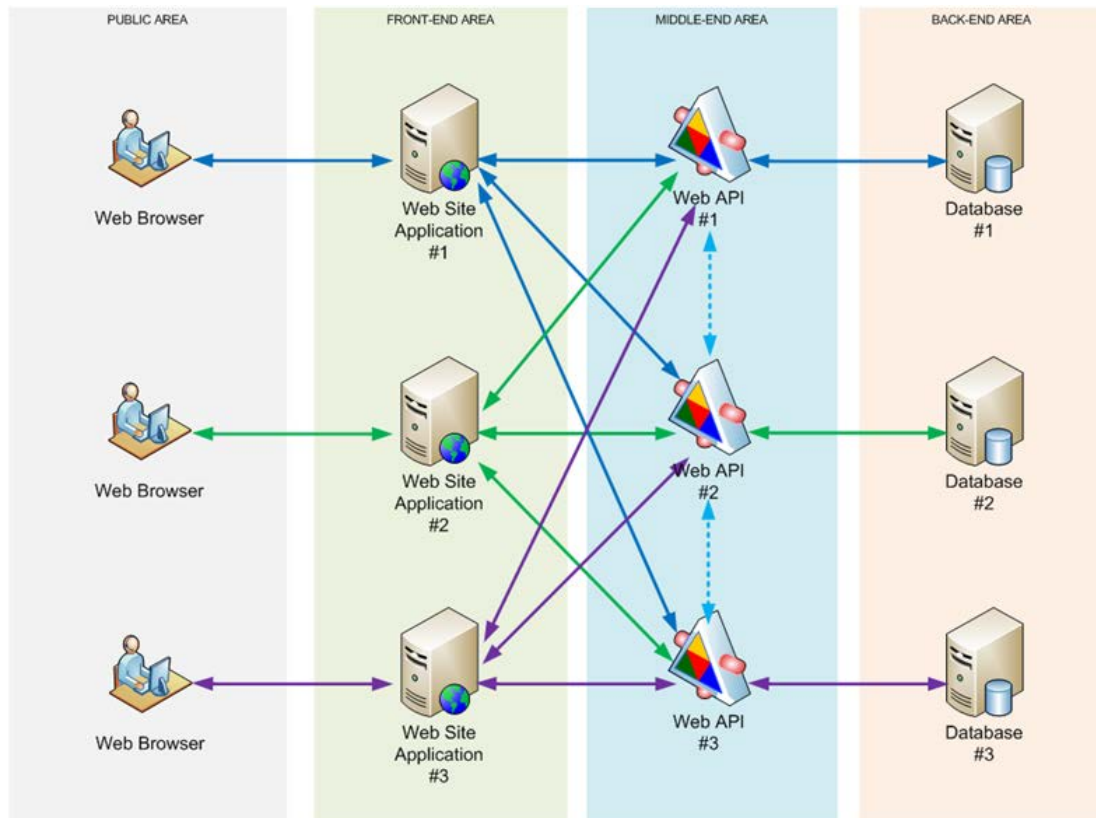 PUBLIC AREA
FRONT-END AREA
MIDDLE-END AREA
BACK-END AREA
Web Browser
Web Site
Application
#1
Web API
#1
Database
#1
Web Browser
Web Site
Application
#2
Web API
#2
Database
#2
Web Browser
Web Site
Application
#3
Web API
#3
Database
#3